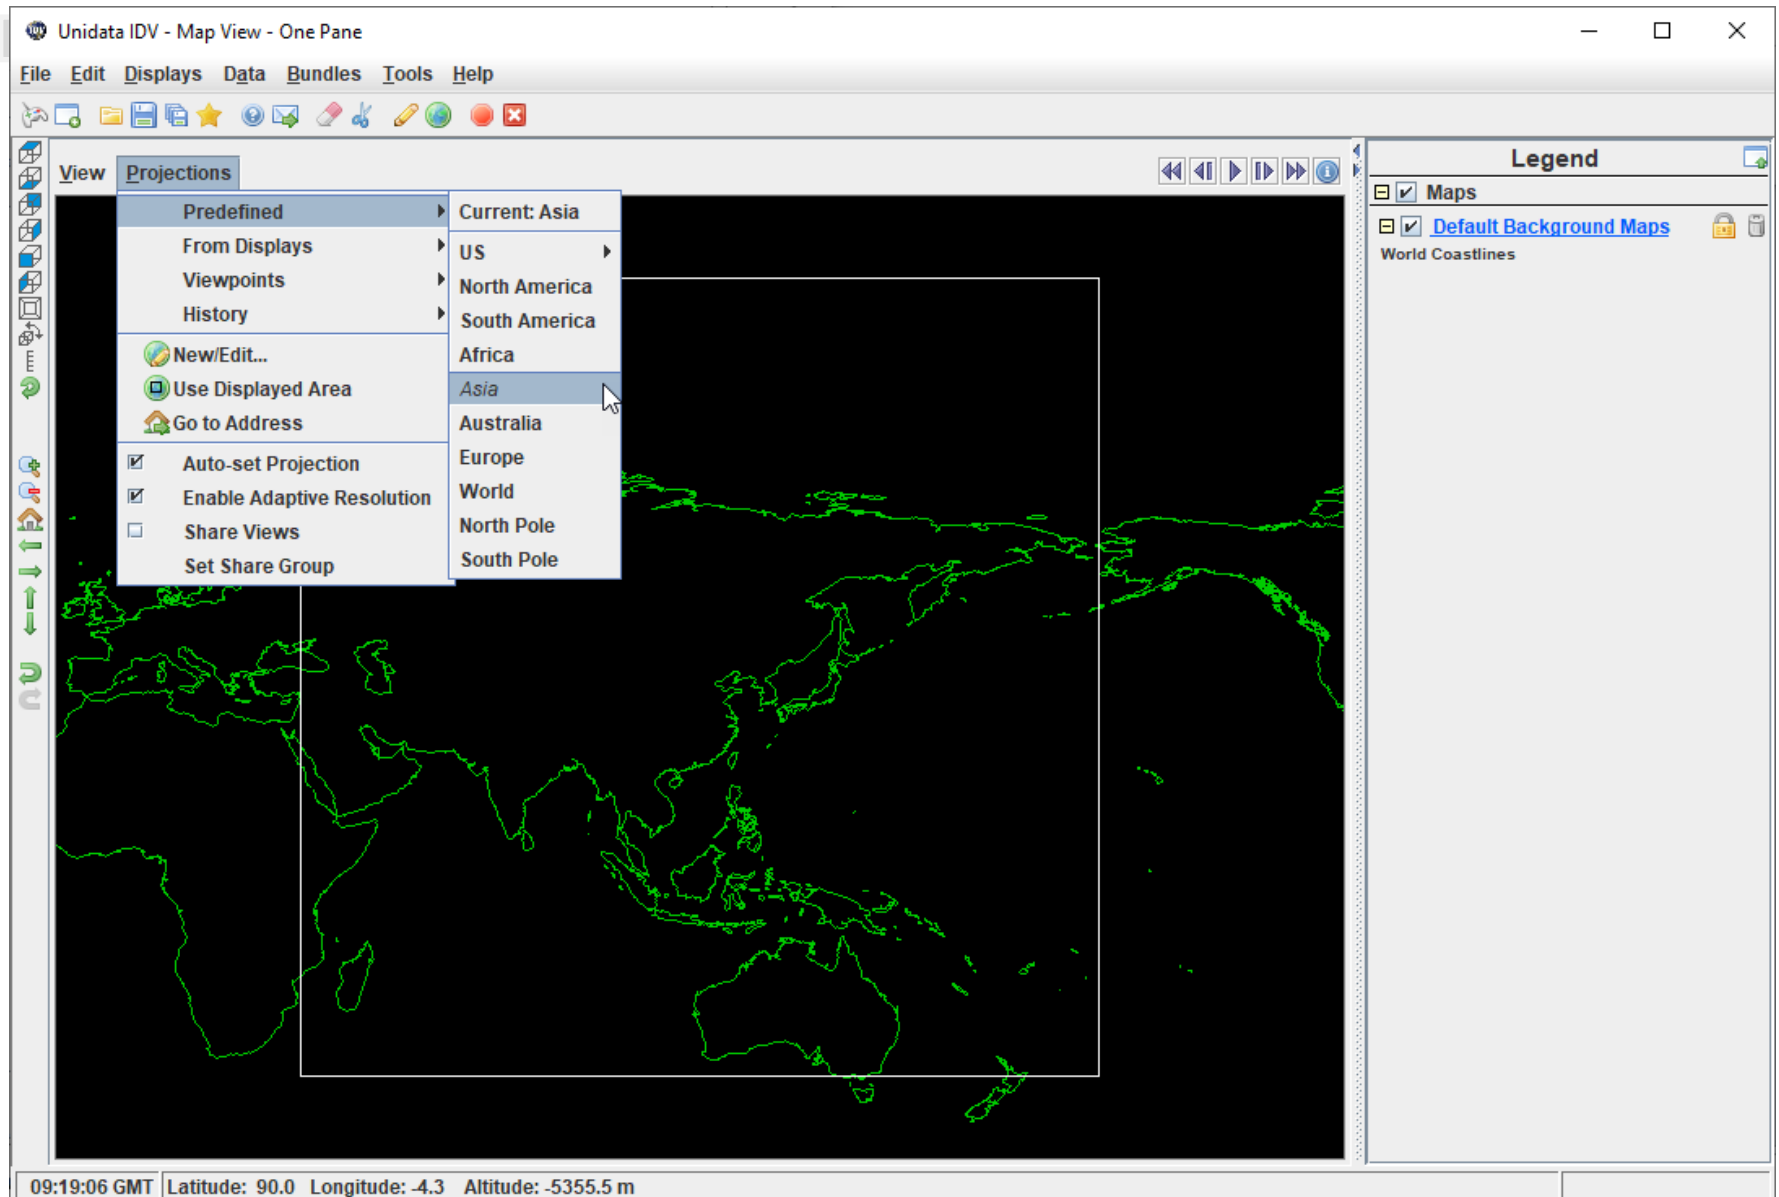 Unidata IDV - Map View - One Pane
File Edit Displays Data Bundles Tools Help
View Projections
Predefined
From Displays
Viewpoints
History
New/Edit...
Use Displayed Area
Go to Address
Auto-set Projection
Enable Adaptive Resolution
Share Views
Set Share Group
Current: Asia
US
North America
South America
Africa
Asia
Australia
Europe
World
North Pole
South Pole
Legend
Maps
Default Background Maps
World Coastlines
09:19:06 GMT Latitude: 90.0 Longitude: -4.3 Altitude: -5355.5 m